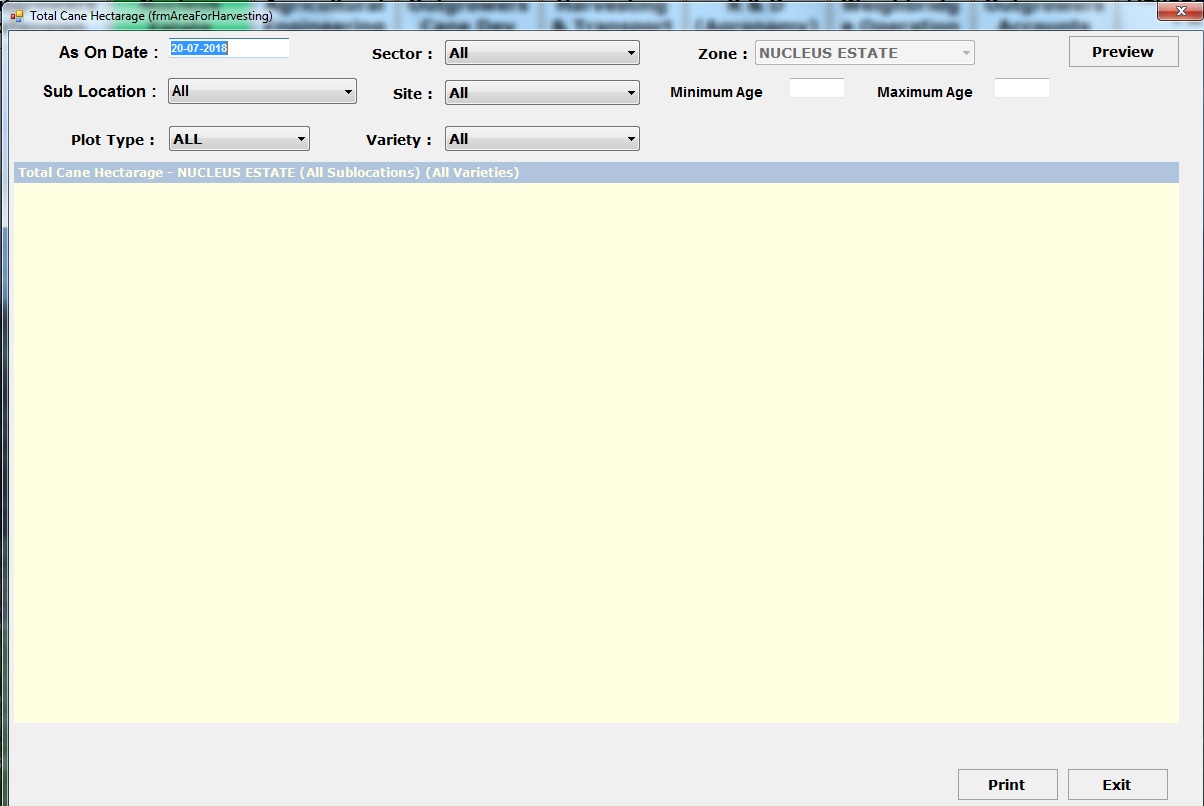 Total Cane Hectarage (frmAreaForHarvesting)
As On Date : 20-07-2018 Sector : All Zone : NUCLEUS ESTATE Preview
Sub Location : All Site : All Minimum Age Maximum Age
Plot Type : ALL Variety : All
Total Cane Hectarage - NUCLEUS ESTATE (All Sublocations) (All Varieties)
Print Exit